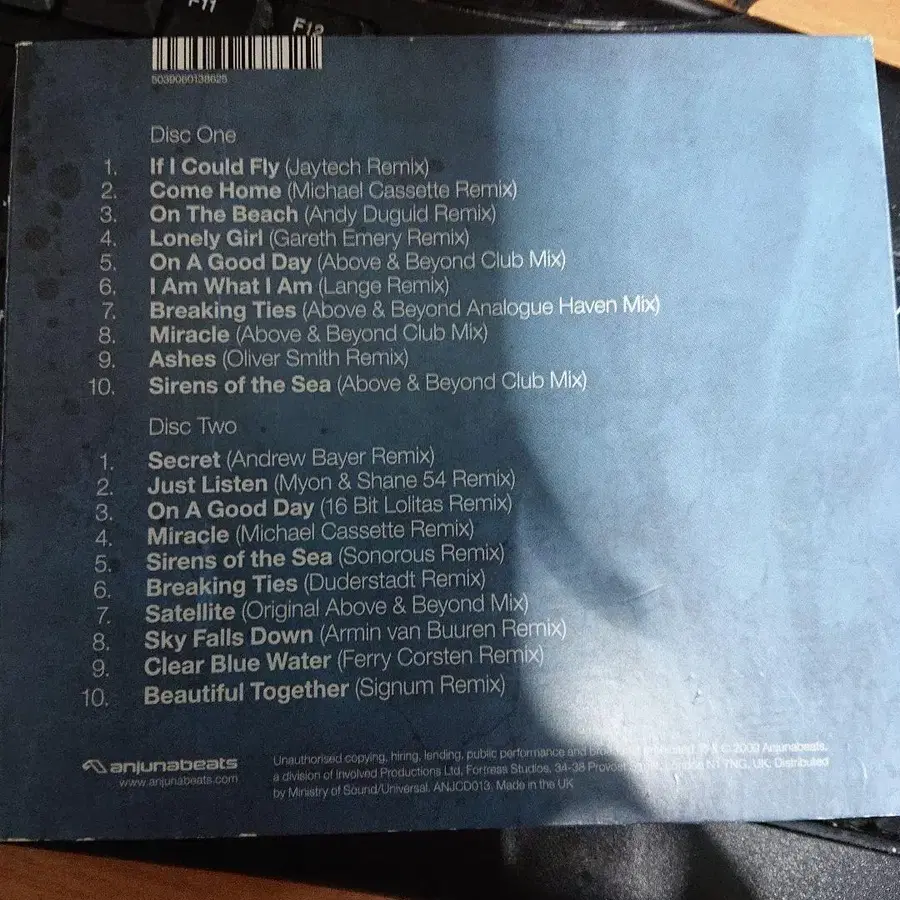 F11
F12
5039060138625
Disc One
1. If I Could Fly (Jaytech Remix)
2. Come Home (Michael Cassette Remix)
3. On The Beach (Andy Duguid Remix)
4. Lonely Girl (Gareth Emery Remix)
5. On A Good Day (Above & Beyond Club Mix)
6. I Am What I Am (Lange Remix)
7. Breaking Ties (Above & Beyond Analogue Haven Mix)
8. Miracle (Above & Beyond Club Mix)
9. Ashes (Oliver Smith Remix)
10. Sirens of the Sea (Above & Beyond Club Mix)
Disc Two
1. Secret (Andrew Bayer Remix)
2. Just Listen (Myon & Shane 54 Remix)
3. On A Good Day (16 Bit Lolitas Remix)
4. Miracle (Michael Cassette Remix)
5. Sirens of the Sea (Sonorous Remix)
6. Breaking Ties (Duderstadt Remix)
7. Satellite (Original Above & Beyond Mix)
8. Sky Falls Down (Armin van Buuren Remix)
9. Clear Blue Water (Ferry Corsten Remix)
10. Beautiful Together (Signum Remix)
anjunabeats
www.anjunabeats.com
Unauthorised copying, hiring, lending, public performance and © 2009 Anjunabeats,
a division of Involved Productions Ltd, Fortress Studios, 34-38 Provost London N1 7NG, UK. Distributed
by Ministry of Sound/Universal. ANJCD013. Made in the UK